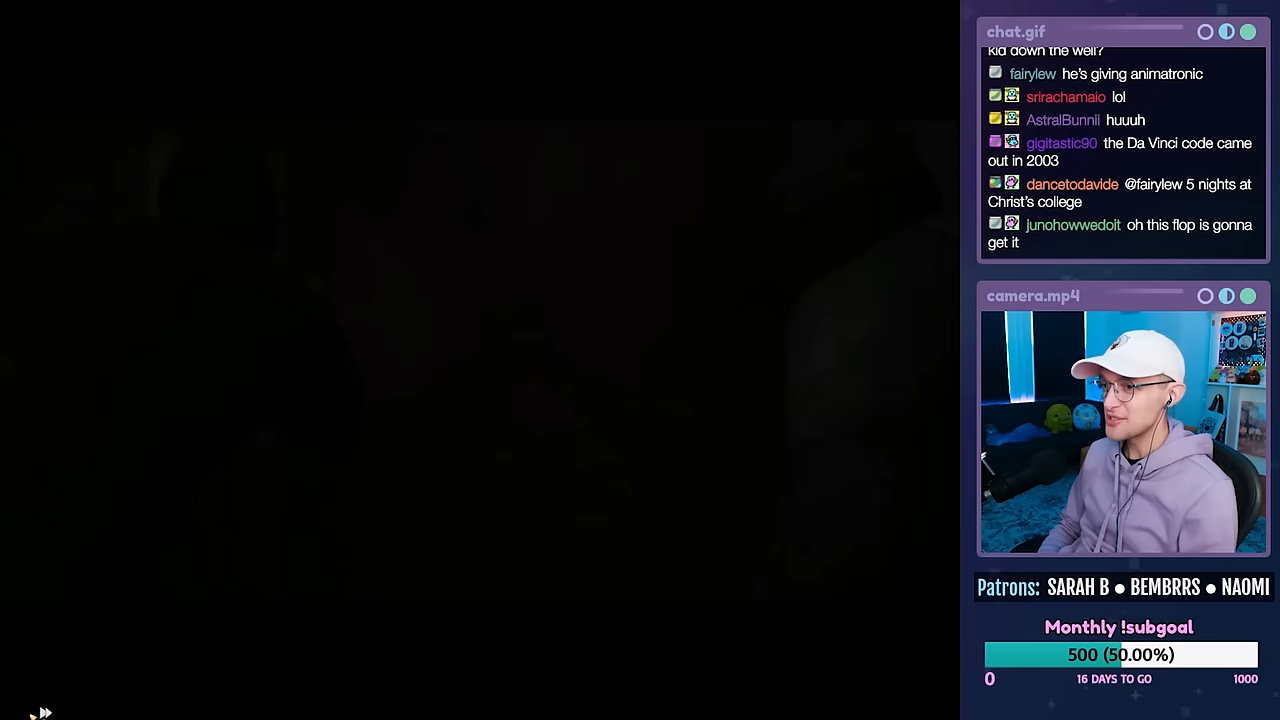 chat.gif
kid down the well?
fairylew he's giving animatronic
srirachamaio lol
AstralBunnii huuuh
gigitastic90 the Da Vinci code came
out in 2003
dancetodavide @fairylew 5 nights at
Christ's college
junohowwedoit oh this flop is gonna
get it
camera.mp4
Patrons: SARAH B ● BEMBRRS ● NAOMI
Monthly !subgoal
500 (50.00%)
0 16 DAYS TO GO 1000